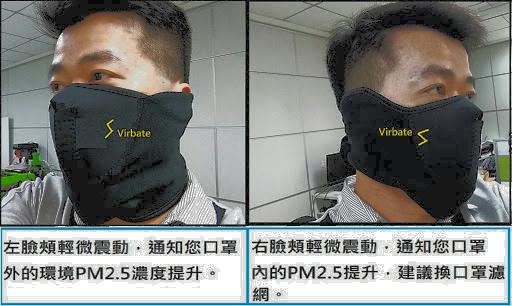 Virbate
Virbate
左臉頰輕微震動，通知您口罩
外的環境PM2.5濃度提升。
右臉頰輕微震動，通知您口罩
內的PM2.5提升，建議換口罩濾
網。